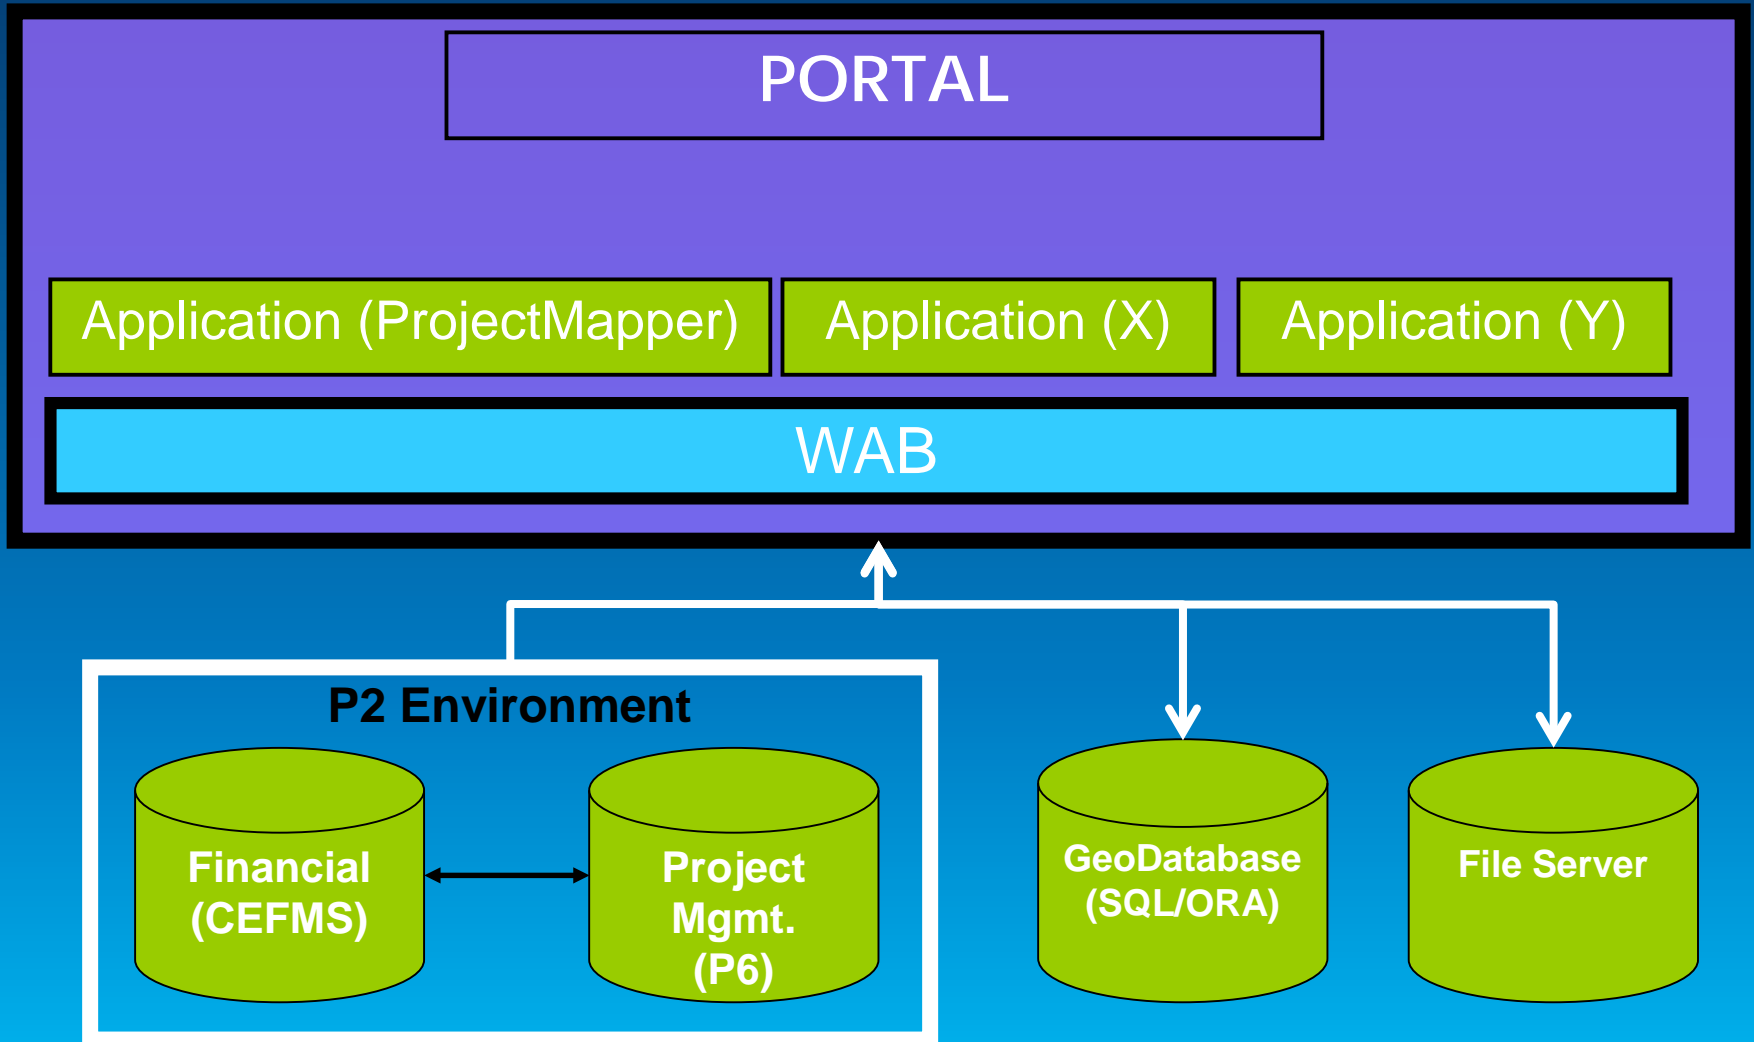 PORTAL
Application (ProjectMapper)
Application (X)
Application (Y)
WAB
P2 Environment
Financial
(CEFMS)
Project
Mgmt.
(P6)
GeoDatabase
(SQL/ORA)
File Server